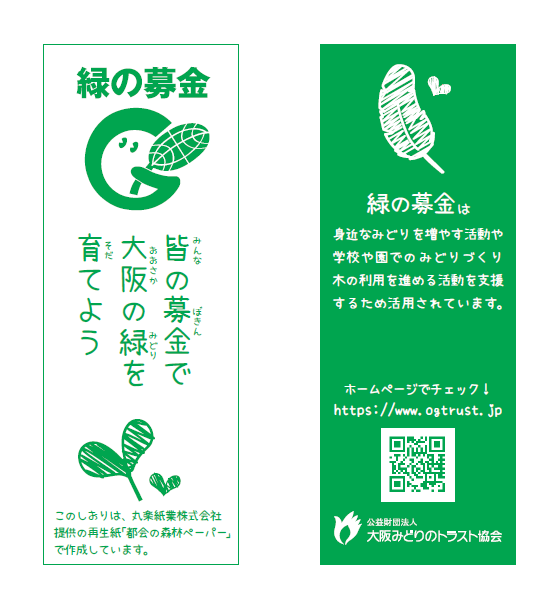 緑の募金
皆の募金で
みんな
ぼきん
大阪の緑を
おおさか
みどり
育てよう
そだ
このしおりは、丸楽紙業株式会社
提供の再生紙「都会の森林ペーパー」
で作成しています。
緑の募金は
身近なみどりを増やす活動や
学校や園でのみどりづくり
木の利用を進める活動を支援
するため活用されています。
ホームページでチェック！
https://www.ogtrust.jp
公益財団法人
大阪みどりのトラスト協会